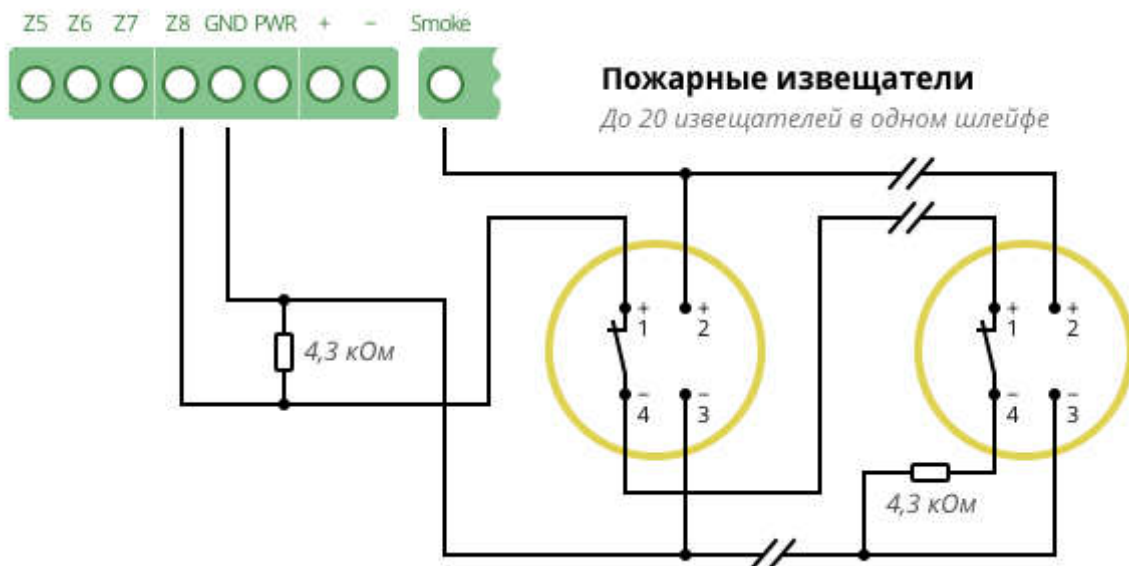 Z5 Z6 Z7 Z8 GND PWR + − Smoke
Пожарные извещатели
До 20 извещателей в одном шлейфе
+ + + +
1 2 1 2
4,3 кОм
− − − −
4 3 4 3
4,3 кОм